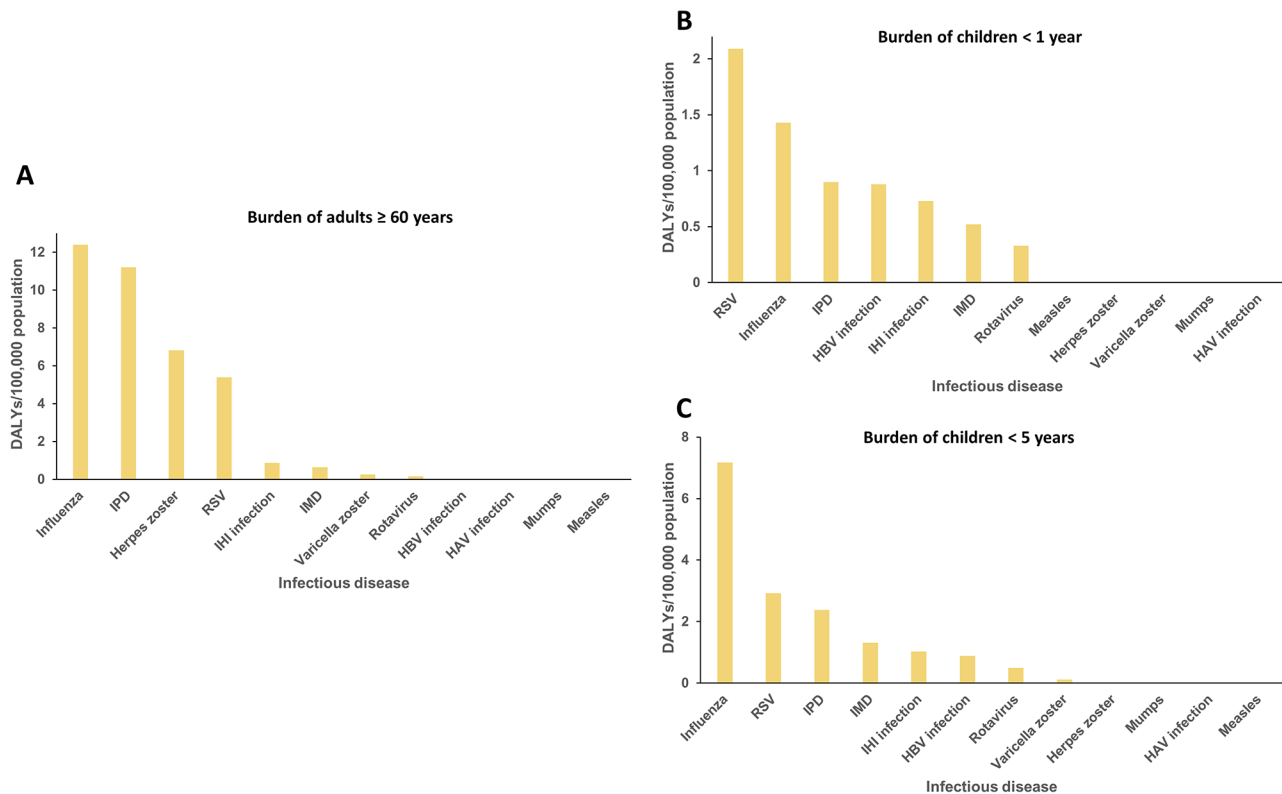 A
Burden of adults ≥ 60 years
DALYs/100,000 population
12
10
8
6
4
2
0
Influenza
IPD
Herpes zoster
RSV
IHI infection
IMD
Varicella zoster
Rotavirus
HBV infection
HAV infection
Mumps
Measles
Infectious disease
B
Burden of children < 1 year
DALYs/100,000 population
2
1.5
1
0.5
0
RSV
Influenza
IPD
HBV infection
IHI infection
IMD
Rotavirus
Measles
Herpes zoster
Varicella zoster
Mumps
HAV infection
Infectious disease
C
Burden of children < 5 years
DALYs/100,000 population
8
6
4
2
0
Influenza
RSV
IPD
IMD
IHI infection
HBV infection
Rotavirus
Varicella zoster
Herpes zoster
Mumps
HAV infection
Measles
Infectious disease